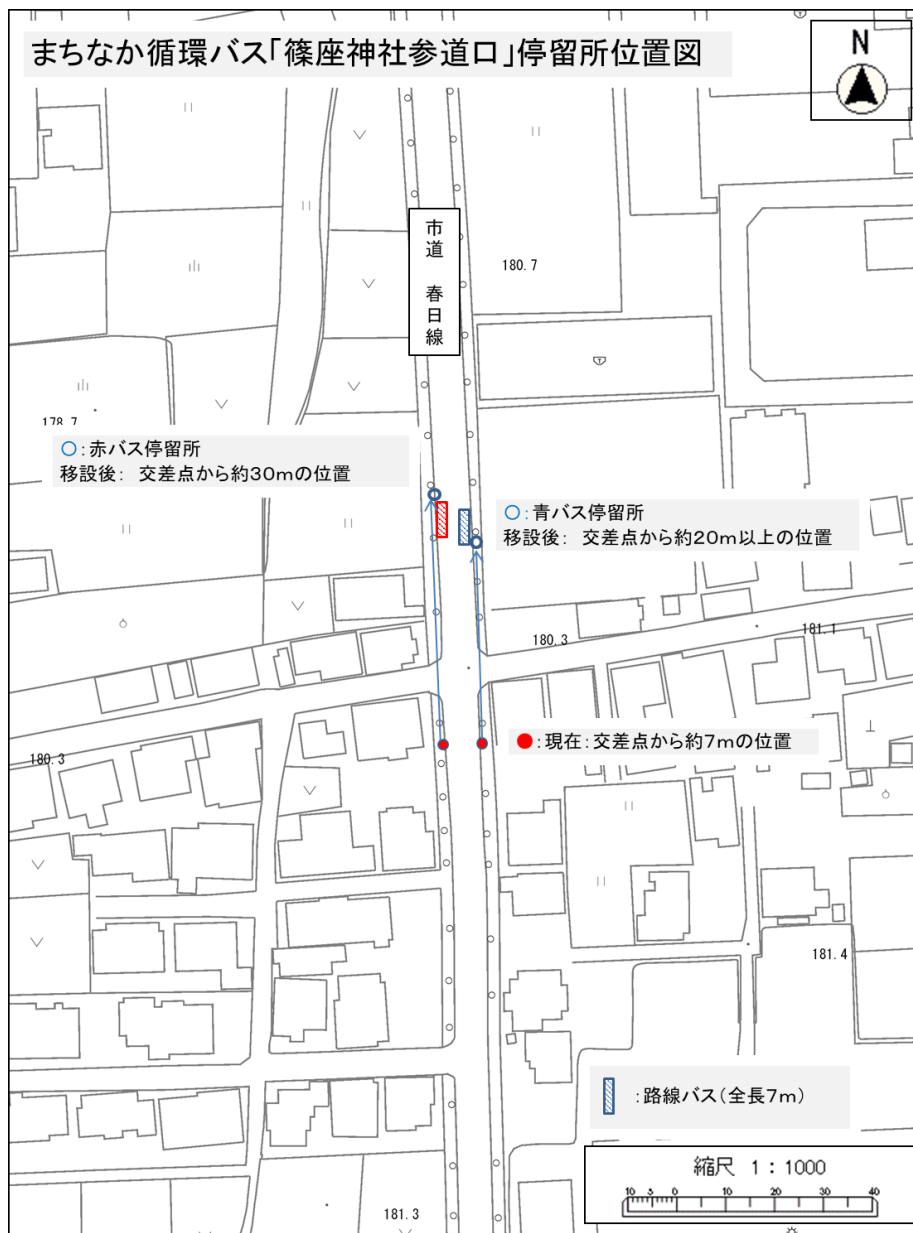 まちなか循環バス「篠座神社参道口」停留所位置図
N
市道 春日線
180.7
178.7
○:赤バス停留所
移設後: 交差点から約30mの位置
○:青バス停留所
移設後: 交差点から約20m以上の位置
180.3
181.1
●:現在:交差点から約7mの位置
180.3
181.4
:路線バス(全長7m)
縮尺 1:1000
10 5 0 10 20 30 40
181.3